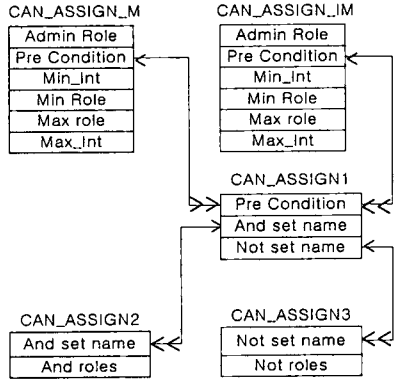 CAN_ASSIGN_M
CAN_ASSIGN_IM
Admin Role
Pre Condition
Min_Int
Min Role
Max role
Max_Int
Admin Role
Pre Condition
Min_Int
Min Role
Max role
Max_Int
CAN_ASSIGN1
Pre Condition
And set name
Not set name
CAN_ASSIGN2
And set name
And roles
CAN_ASSIGN3
Not set name
Not roles